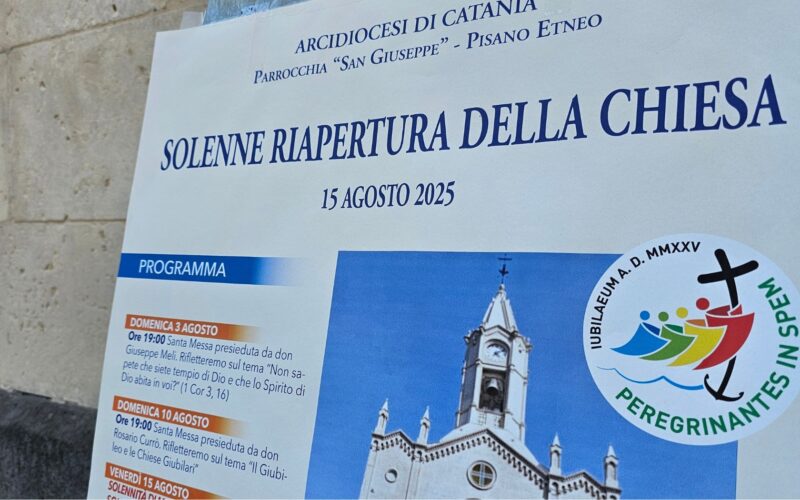 ARCIDIOCESI DI CATANIA
PARROCCHIA “SAN GIUSEPPE” - PISANO ETNEO
SOLENNE RIAPERTURA DELLA CHIESA
15 AGOSTO 2025
PROGRAMMA
DOMENICA 3 AGOSTO
Ore 19:00 Santa Messa presieduta da don
Giuseppe Meli. Rifletteremo sul tema “Non sa-
pete che siete tempio di Dio e che lo Spirito di
Dio abita in voi?” (1 Cor 3, 16)
DOMENICA 10 AGOSTO
Ore 19:00 Santa Messa presieduta da don
Rosario Currò. Rifletteremo sul tema “Il Giubi-
leo e le Chiese Giubilari”
VENERDÌ 15 AGOSTO
SOLENNITÀ DI
IUBILAEUM A. D. MMXXV
PEREGRINANTES IN SPEM